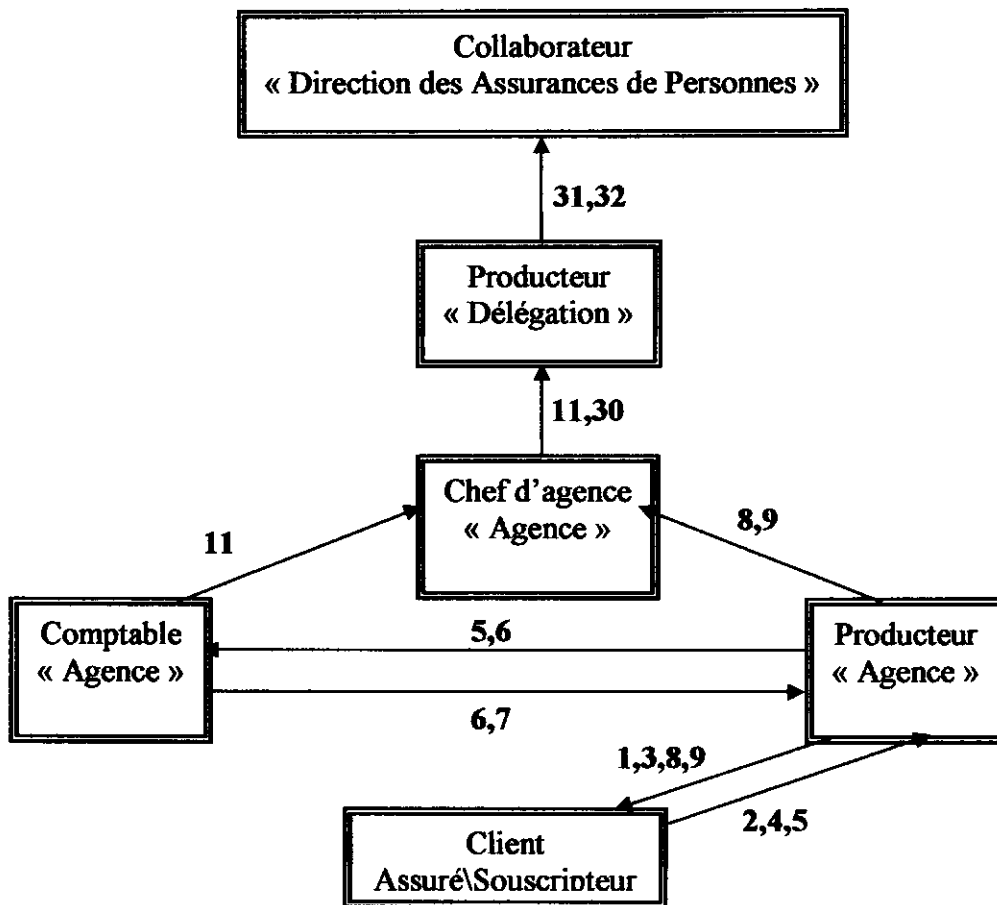 Collaborateur
« Direction des Assurances de Personnes »
31,32
Producteur
« Délégation »
11,30
Chef d'agence
« Agence »
11
8,9
Comptable
« Agence »
5,6
Producteur
« Agence »
6,7
1,3,8,9
2,4,5
Client
Assuré\Souscripteur